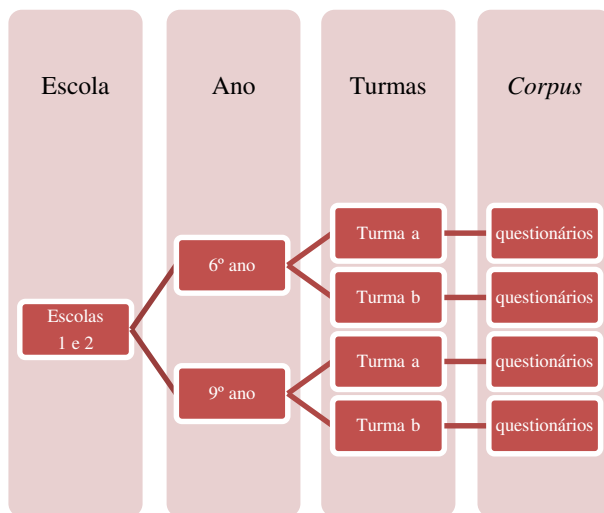 Escola
Ano
Turmas
Corpus
Escolas
1 e 2
6º ano
9º ano
Turma a
Turma b
Turma a
Turma b
questionários
questionários
questionários
questionários